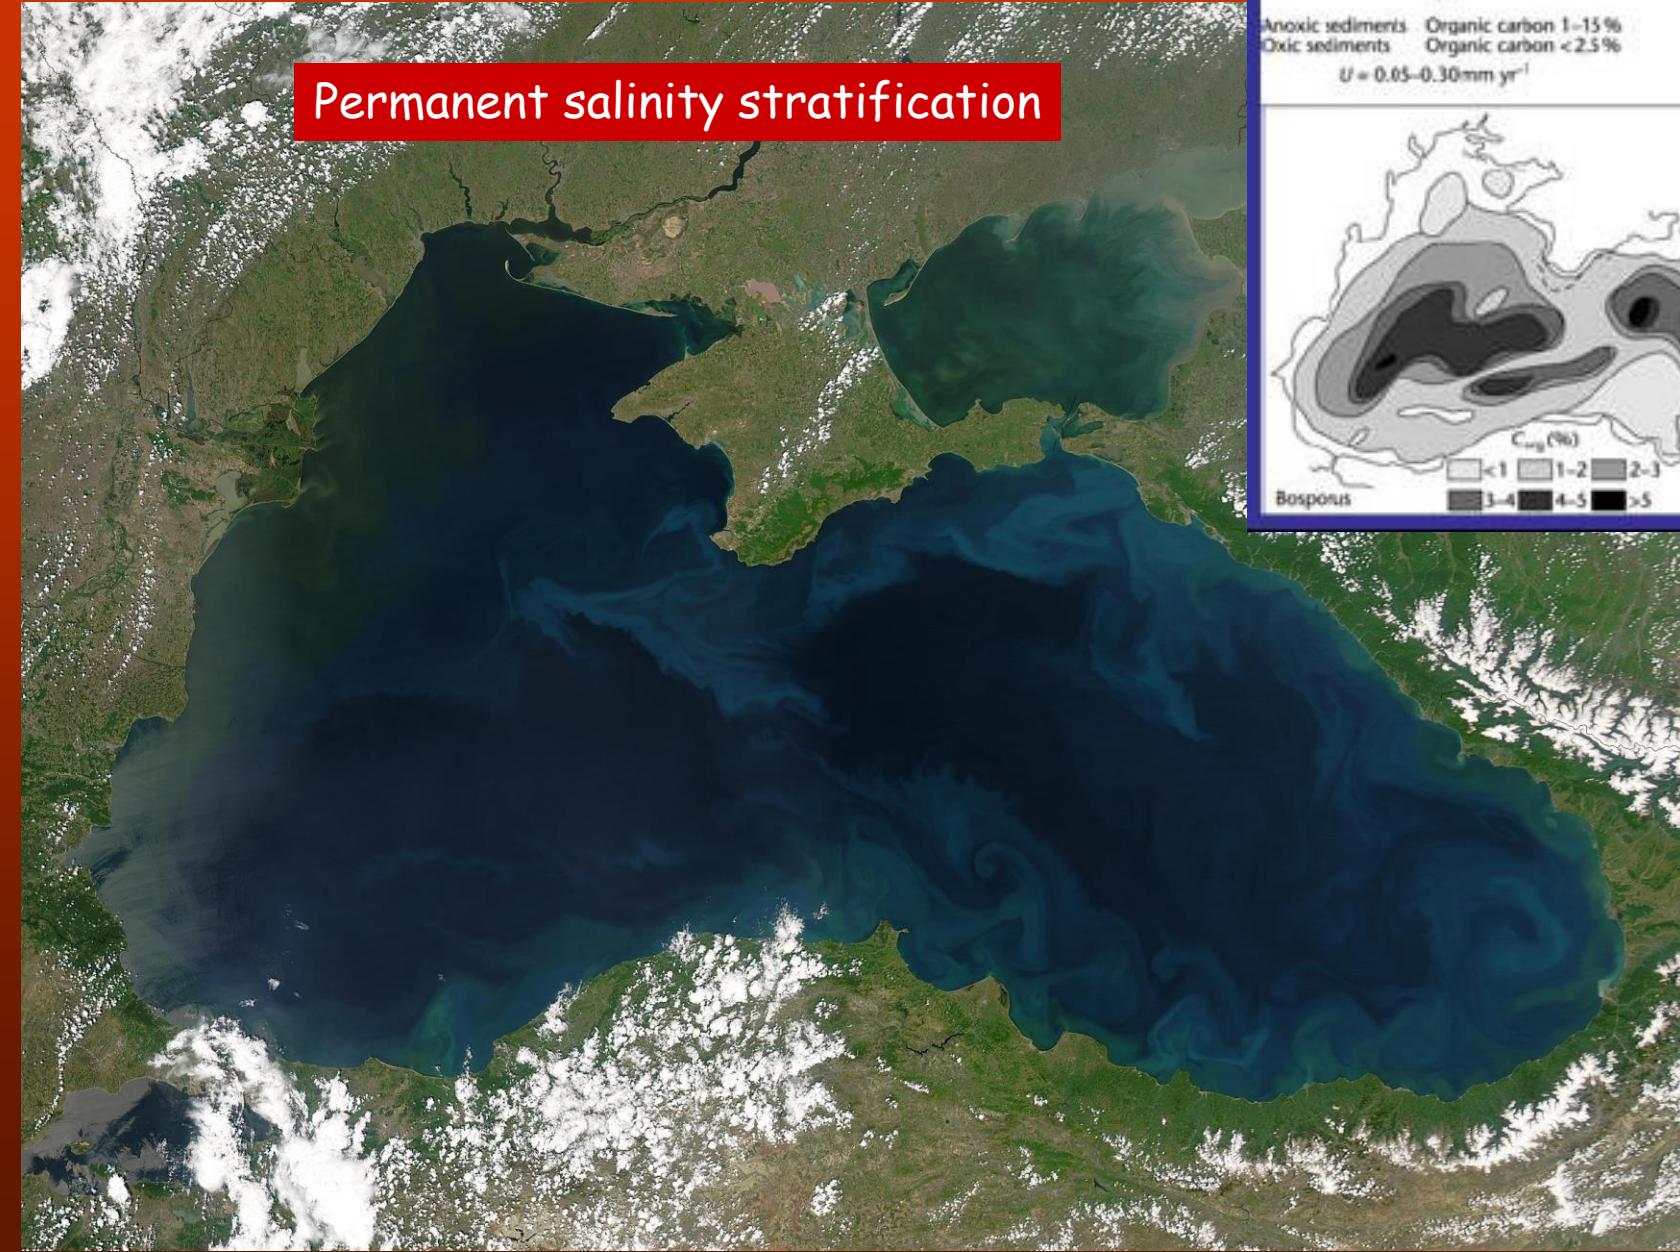 Permanent salinity stratification
Anoxic sediments Organic carbon 1–15 %
Oxic sediments Organic carbon < 2.5 %
U = 0.05–0.30 mm yr⁻¹
C org (%)
<1 1–2 2–3
Bosporus 3–4 4–5 >5